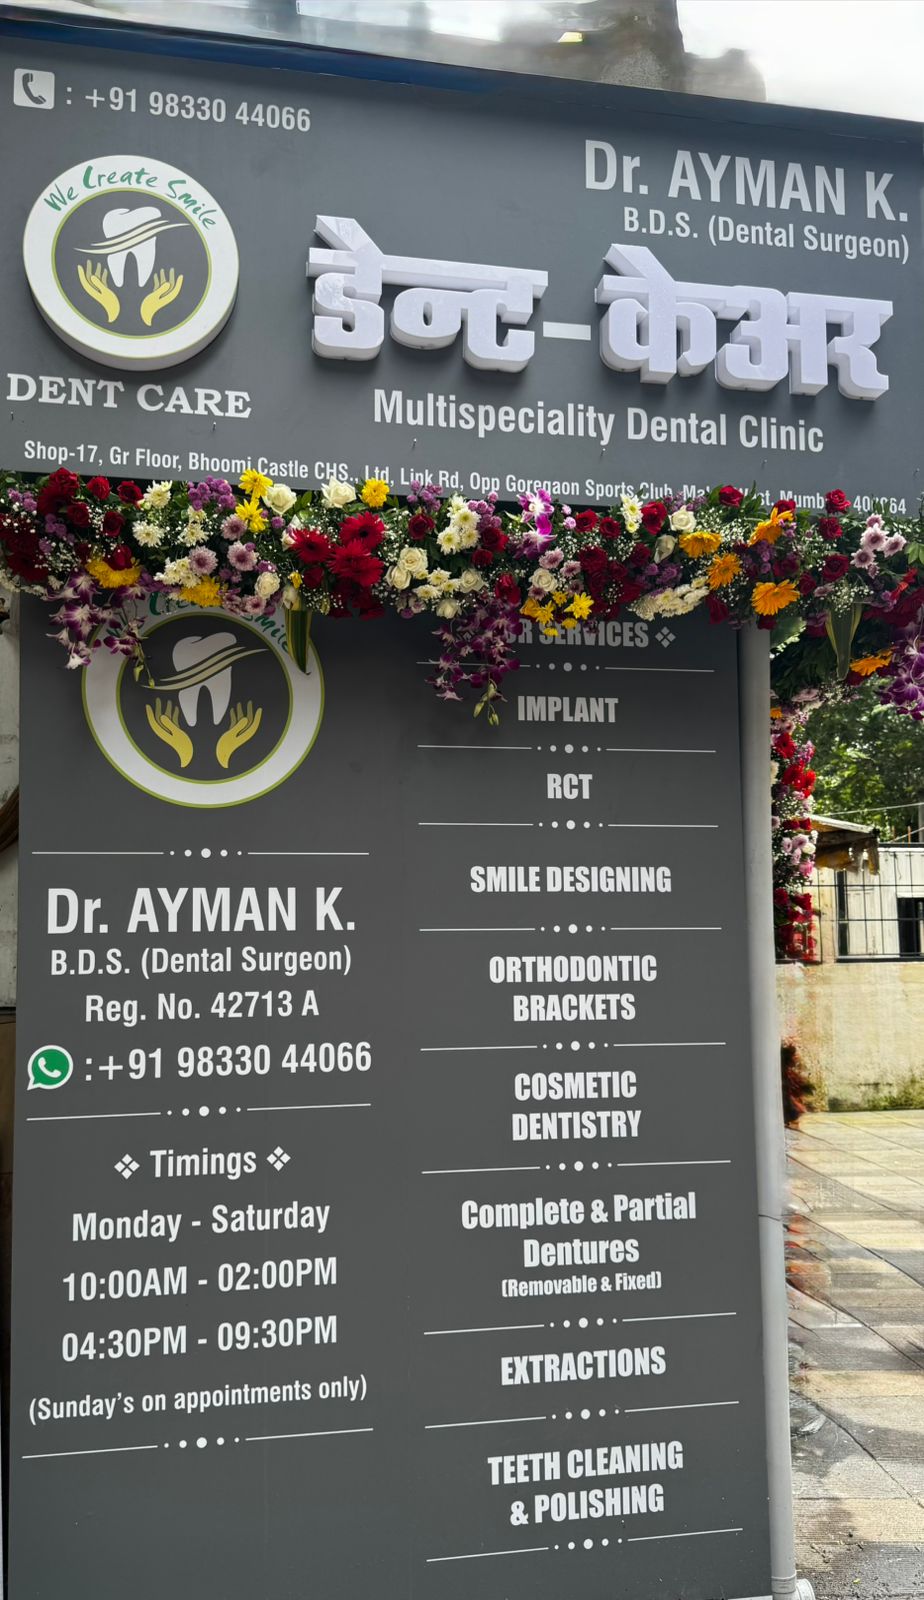 : +91 98330 44066
Dr. AYMAN K.
B.D.S. (Dental Surgeon)
We Create Smile
डेन्ट-केअर
DENT CARE
Multispeciality Dental Clinic
Shop-17, Gr Floor, Bhoomi Castle CHS., Ltd, Link Rd, Opp Goregaon Sports Club,
Smile
SERVICES
IMPLANT
RCT
SMILE DESIGNING
ORTHODONTIC
BRACKETS
COSMETIC
DENTISTRY
Complete & Partial
Dentures
(Removable & Fixed)
EXTRACTIONS
TEETH CLEANING
& POLISHING
Dr. AYMAN K.
B.D.S. (Dental Surgeon)
Reg. No. 42713 A
:+91 98330 44066
❖ Timings ❖
Monday - Saturday
10:00AM - 02:00PM
04:30PM - 09:30PM
(Sunday's on appointments only)